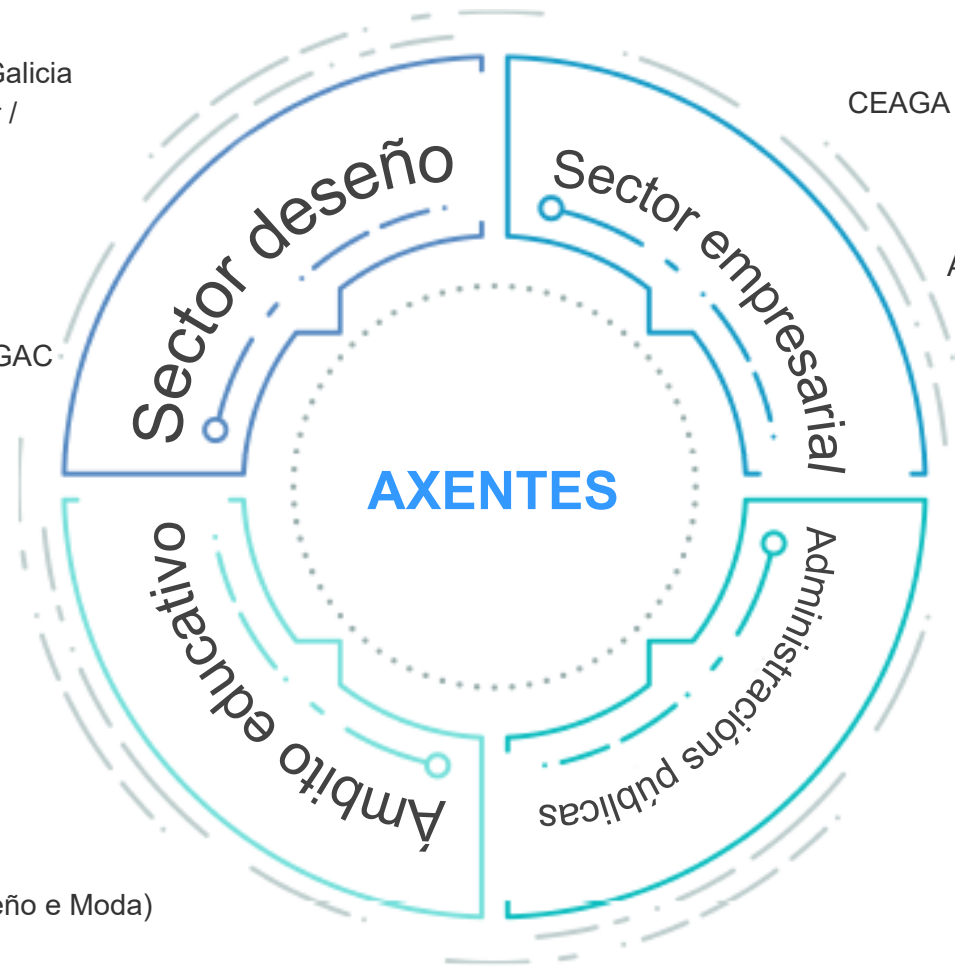 Galicia
/
CEAGA
Sector deseño
Sector empresarial
GAC
AXENTES
Ámbito educativo
Administracións públicas
eño e Moda)